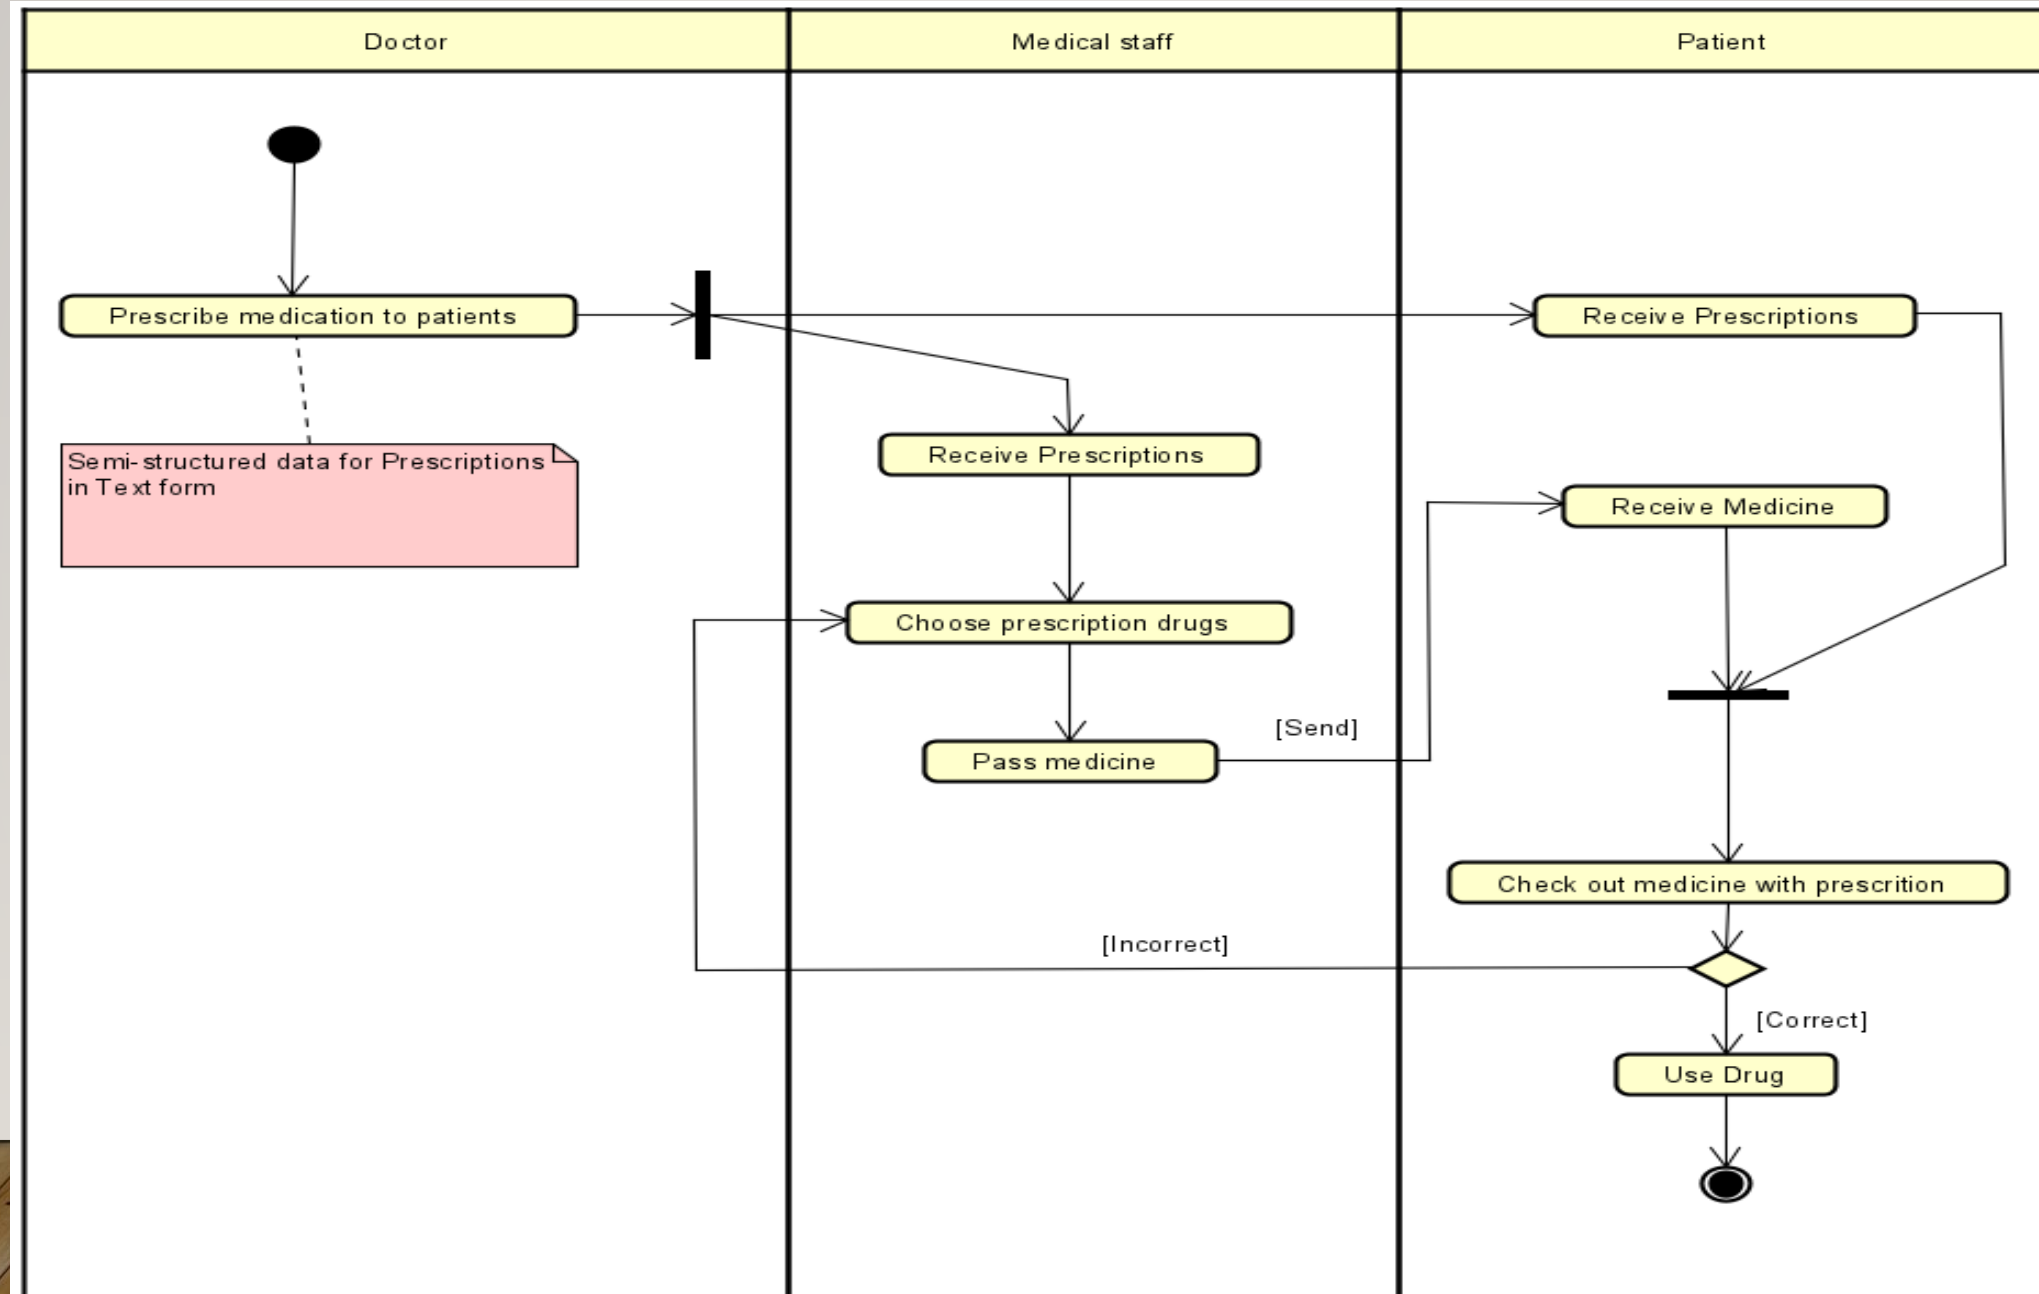 Doctor
Medical staff
Patient
Prescribe medication to patients
Receive Prescriptions
Semi-structured data for Prescriptions
in Text form
Receive Prescriptions
Receive Medicine
Choose prescription drugs
[Send]
Pass medicine
Check out medicine with prescrition
[Incorrect]
[Correct]
Use Drug